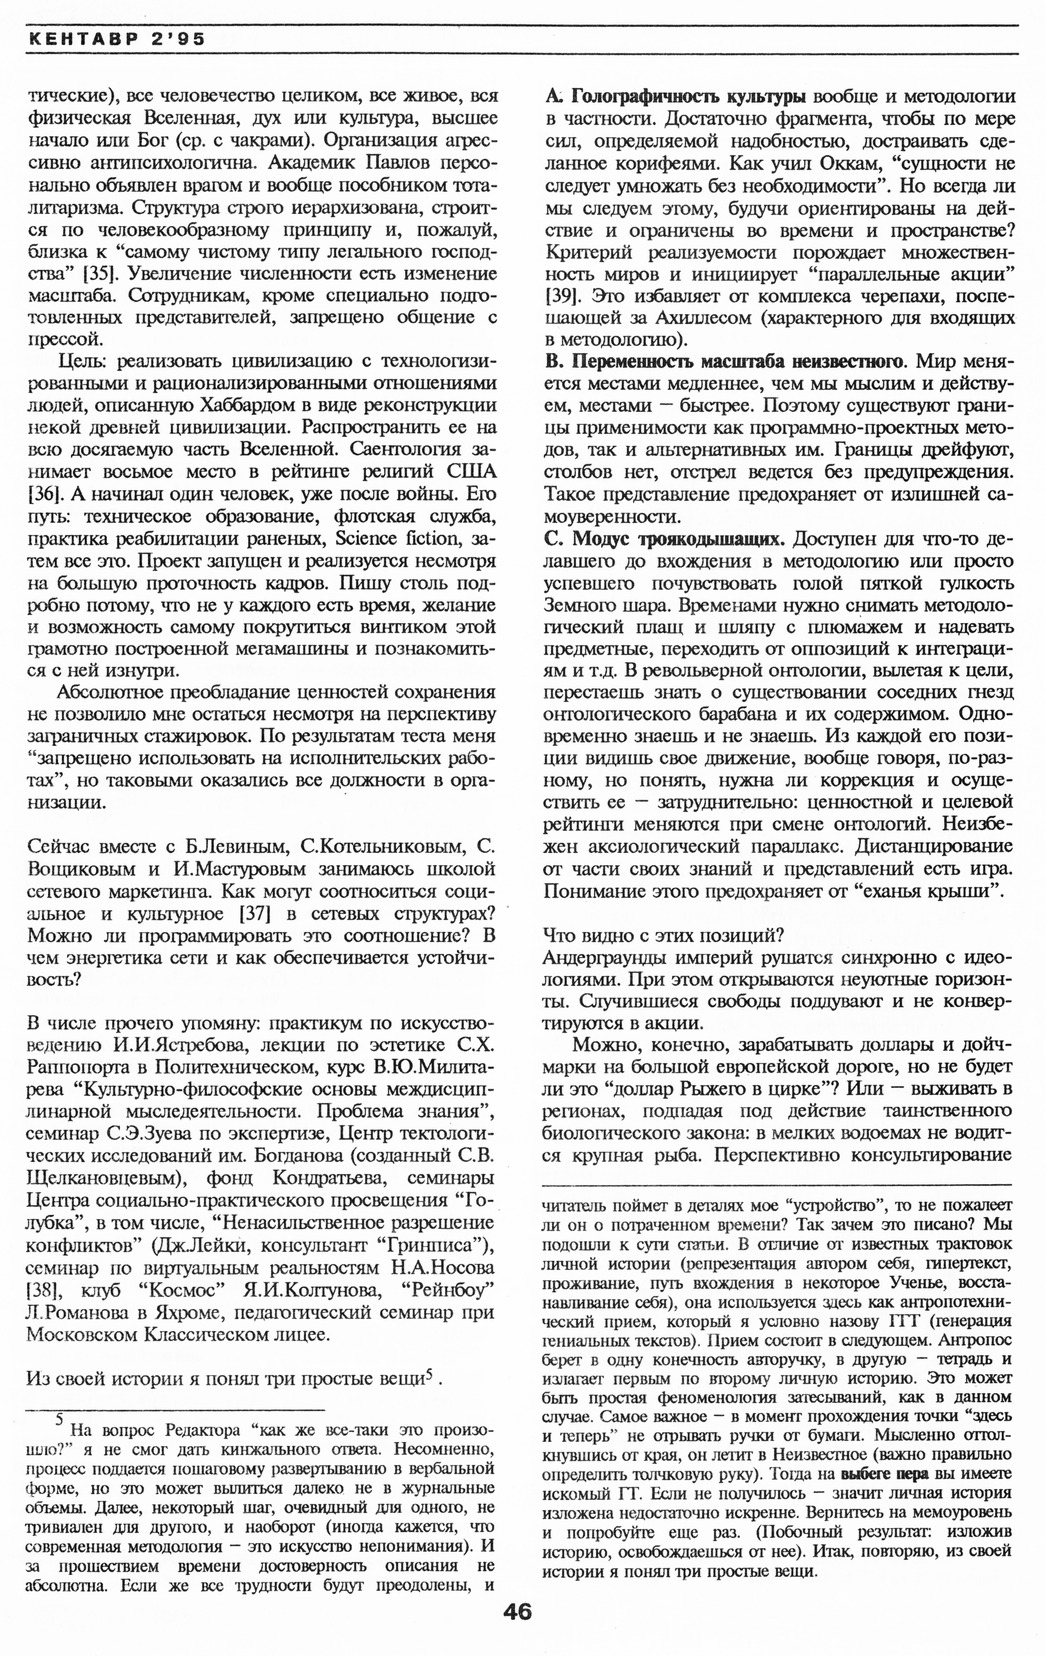 КЕНТАВР 2’95
тические), все человечество целиком, все живое, вся
физическая Вселенная, дух или культура, высшее
начало или Бог (ср. с чакрами). Организация агрес-
сивно антипсихологична. Академик Павлов персо-
нально объявлен врагом и вообще пособником тота-
литаризма. Структура строго иерархизована, строит-
ся по человекообразному принципу и, пожалуй,
близка к “самому чистому типу легального господ-
ства” [35]. Увеличение численности есть изменение
масштаба. Сотрудникам, кроме специально подго-
товленных представителей, запрещено общение с
прессой.
Цель: реализовать цивилизацию с технологизи-
рованными и рационализированными отношениями
людей, описанную Хаббардом в виде реконструкции
некой древней цивилизации. Распространить ее на
всю досягаемую часть Вселенной. Саентология за-
нимает восьмое место в рейтинге религий США
[36]. А начинал один человек, уже после войны. Его
путь: техническое образование, флотская служба,
практика реабилитации раненых, Science fiction, за-
тем все это. Проект запущен и реализуется несмотря
на большую проточность кадров. Пишу столь под-
робно потому, что не у каждого есть время, желание
и возможность самому покрутиться винтиком этой
грамотно построенной мегамашины и познакомить-
ся с ней изнутри.
Абсолютное преобладание ценностей сохранения
не позволило мне остаться несмотря на перспективу
заграничных стажировок. По результатам теста меня
“запрещено использовать на исполнительских рабо-
тах”, но таковыми оказались все должности в орга-
низации.
Сейчас вместе с Б.Левиным, С.Котельниковым, С.
Вощиковым и И.Мастуровым занимаюсь школой
сетевого маркетинга. Как могут соотноситься соци-
альное и культурное [37] в сетевых структурах?
Можно ли программировать это соотношение? В
чем энергетика сети и как обеспечивается устойчи-
вость?
В числе прочего упомяну: практикум по искусство-
ведению И.И.Ястребова, лекции по эстетике С.Х.
Раппопорта в Политехническом, курс В.Ю.Милита-
рева “Культурно-философские основы междисцип-
линарной мыследеятельности. Проблема знания”,
семинар С.Э.Зуева по экспертизе, Центр тектологи-
ческих исследований им. Богданова (созданный С.В.
Щелкановцевым), фонд Кондратьева, семинары
Центра социально-практического просвещения “Го-
лубка”, в том числе, “Ненасильственное разрешение
конфликтов” (Дж.Лейки, консультант “Гринписа”),
семинар по виртуальным реальностям Н.А.Носова
[38], клуб “Космос” Я.И.Колтунова, “Рейнбоу”
Л.Романова в Яхроме, педагогический семинар при
Московском Классическом лицее.
Из своей истории я понял три простые вещи⁵ .
5 На вопрос Редактора “как же все-таки это произо-
шло?” я не смог дать кинжального ответа. Несомненно,
процесс поддается пошаговому развертыванию в вербальной
форме, но это может вылиться далеко не в журнальные
объемы. Далее, некоторый шаг, очевидный для одного, не
тривиален для другого, и наоборот (иногда кажется, что
современная методология — это искусство непонимания). И
за прошествием времени достоверность описания не
абсолютна. Если же все трудности будут преодолены, и
А. Голографичность культуры вообще и методологии
в частности. Достаточно фрагмента, чтобы по мере
сил, определяемой надобностью, достраивать сде-
ланное корифеями. Как учил Оккам, “сущности не
следует умножать без необходимости”. Но всегда ли
мы следуем этому, будучи ориентированы на дей-
ствие и ограничены во времени и пространстве?
Критерий реализуемости порождает множествен-
ность миров и инициирует “параллельные акции”
[39]. Это избавляет от комплекса черепахи, поспе-
шающей за Ахиллесом (характерного для входящих
в методологию).
В. Переменность масштаба неизвестного. Мир меня-
ется местами медленнее, чем мы мыслим и действу-
ем, местами — быстрее. Поэтому существуют грани-
цы применимости как программно-проектных мето-
дов, так и альтернативных им. Границы дрейфуют,
столбов нет, отстрел ведется без предупреждения.
Такое представление предохраняет от излишней са-
моуверенности.
С. Модус троякодышащих. Доступен для что-то де-
лавшего до вхождения в методологию или просто
успевшего почувствовать голой пяткой гулкость
Земного шара. Временами нужно снимать методоло-
гический плащ и шляпу с плюмажем и надевать
предметные, переходить от оппозиций к интеграци-
ям и т.д. В револьверной онтологии, вылетая к цели,
перестаешь знать о существовании соседних гнезд
онтологического барабана и их содержимом. Одно-
временно знаешь и не знаешь. Из каждой его пози-
ции видишь свое движение, вообще говоря, по-раз-
ному, но понять, нужна ли коррекция и осуще-
ствить ее — затруднительно: ценностной и целевой
рейтинги меняются при смене онтологий. Неизбе-
жен аксиологический параллакс. Дистанцирование
от части своих знаний и представлений есть игра.
Понимание этого предохраняет от “еханья крыши”.
Что видно с этих позиций?
Андерграунды империй рушатся синхронно с идео-
логиями. При этом открываются неуютные горизон-
ты. Случившиеся свободы поддувают и не конвер-
тируются в акции.
Можно, конечно, зарабатывать доллары и дойч-
марки на большой европейской дороге, но не будет
ли это “доллар Рыжего в цирке”? Или — выживать в
регионах, подпадая под действие таинственного
биологического закона: в мелких водоемах не водит-
ся крупная рыба. Перспективно консультирование
читатель поймет в деталях мое “устройство”, то не пожалеет
ли он о потраченном времени? Так зачем это писано? Мы
подошли к сути статьи. В отличие от известных трактовок
личной истории (репрезентация автором себя, гипертекст,
проживание, путь вхождения в некоторое Ученье, восста-
навливание себя), она используется здесь как антропотехни-
ческий прием, который я условно назову ГГТ (генерация
гениальных текстов). Прием состоит в следующем. Антропос
берет в одну конечность авторучку, в другую — тетрадь и
излагает первым по второму личную историю. Это может
быть простая феноменология затесываний, как в данном
случае. Самое важное — в момент прохождения точки “здесь
и теперь” не отрывать ручки от бумаги. Мысленно оттол-
кнувшись от края, он летит в Неизвестное (важно правильно
определить толчковую руку). Тогда на выбеге пера вы имеете
искомый ГТ. Если не получилось — значит личная история
изложена недостаточно искренне. Вернитесь на мемоуровень
и попробуйте еще раз. (Побочный результат: изложив
историю, освобождаешься от нее). Итак, повторяю, из своей
истории я понял три простые вещи.
46